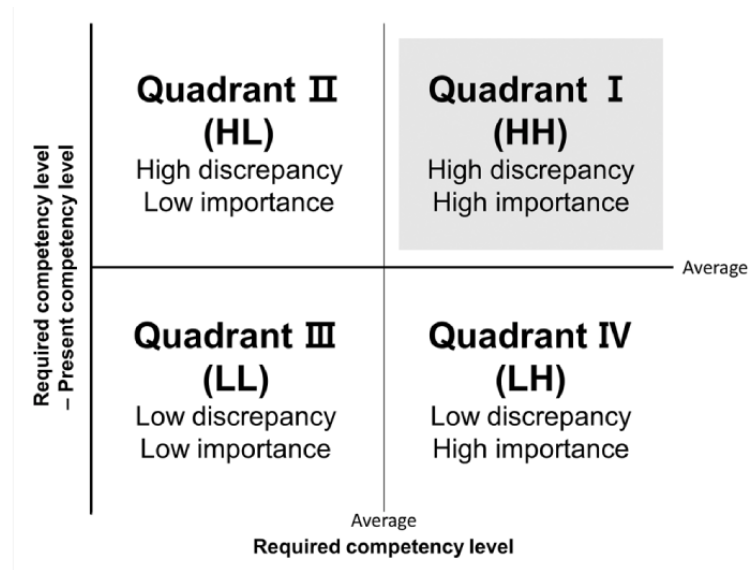 Quadrant Ⅱ
(HL)
High discrepancy
Low importance
Quadrant Ⅰ
(HH)
High discrepancy
High importance
Required competency level
– Present competency level
Average
Quadrant Ⅲ
(LL)
Low discrepancy
Low importance
Quadrant Ⅳ
(LH)
Low discrepancy
High importance
Average
Required competency level